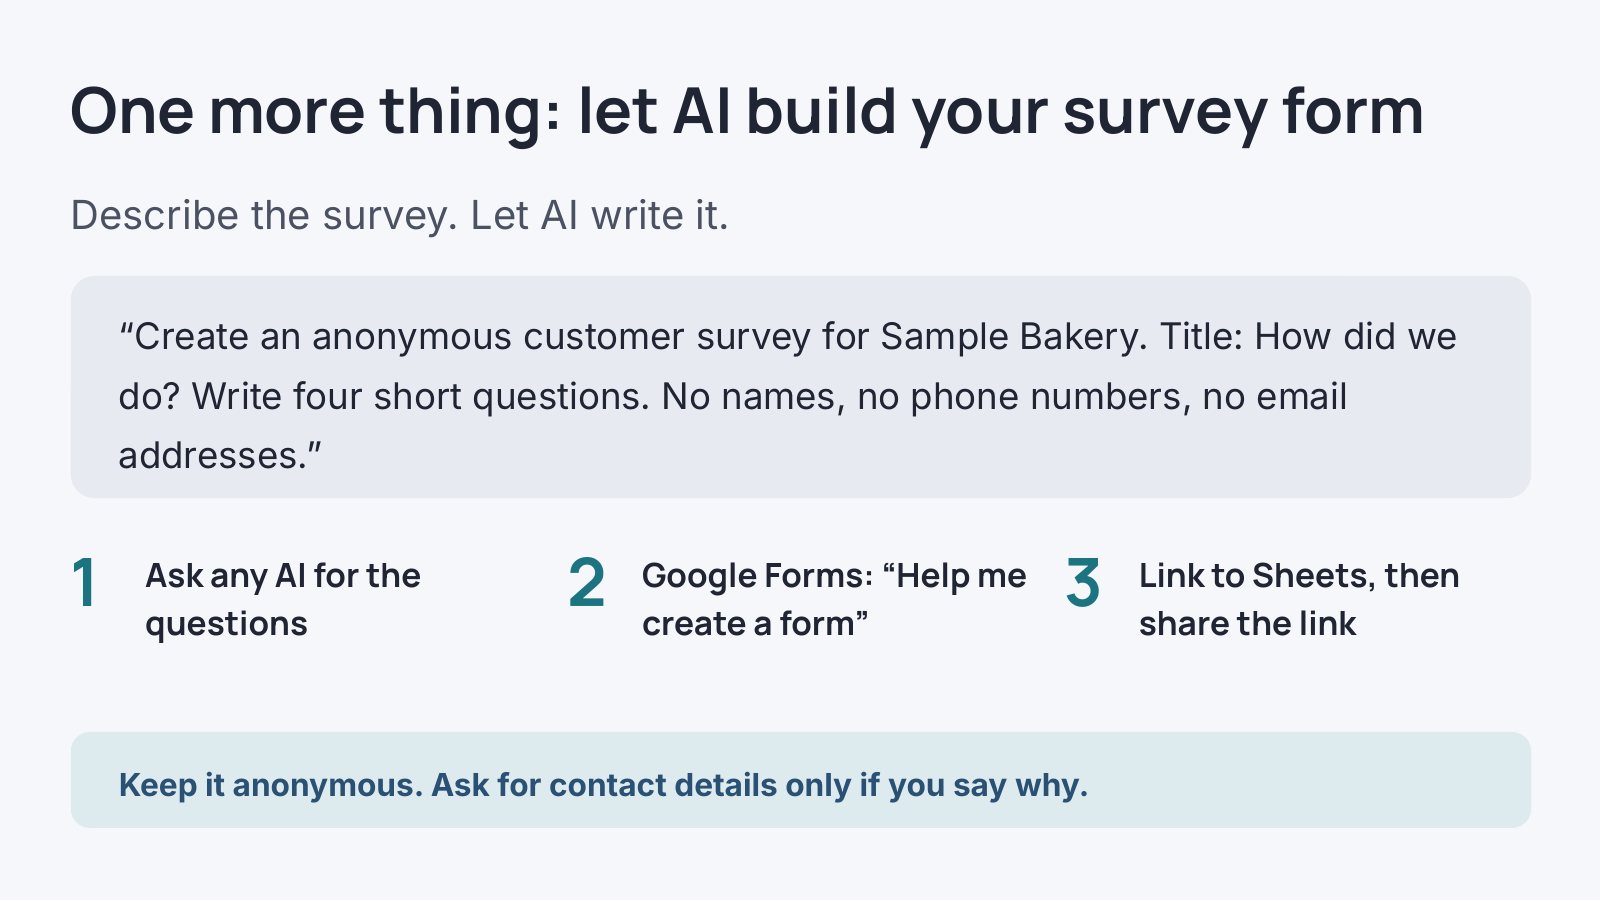 One more thing: let AI build your survey form
Describe the survey. Let AI write it.
“Create an anonymous customer survey for Sample Bakery. Title: How did we
do? Write four short questions. No names, no phone numbers, no email
addresses.”
1
Ask any AI for the
questions
2
Google Forms: “Help me
create a form”
3
Link to Sheets, then
share the link
Keep it anonymous. Ask for contact details only if you say why.